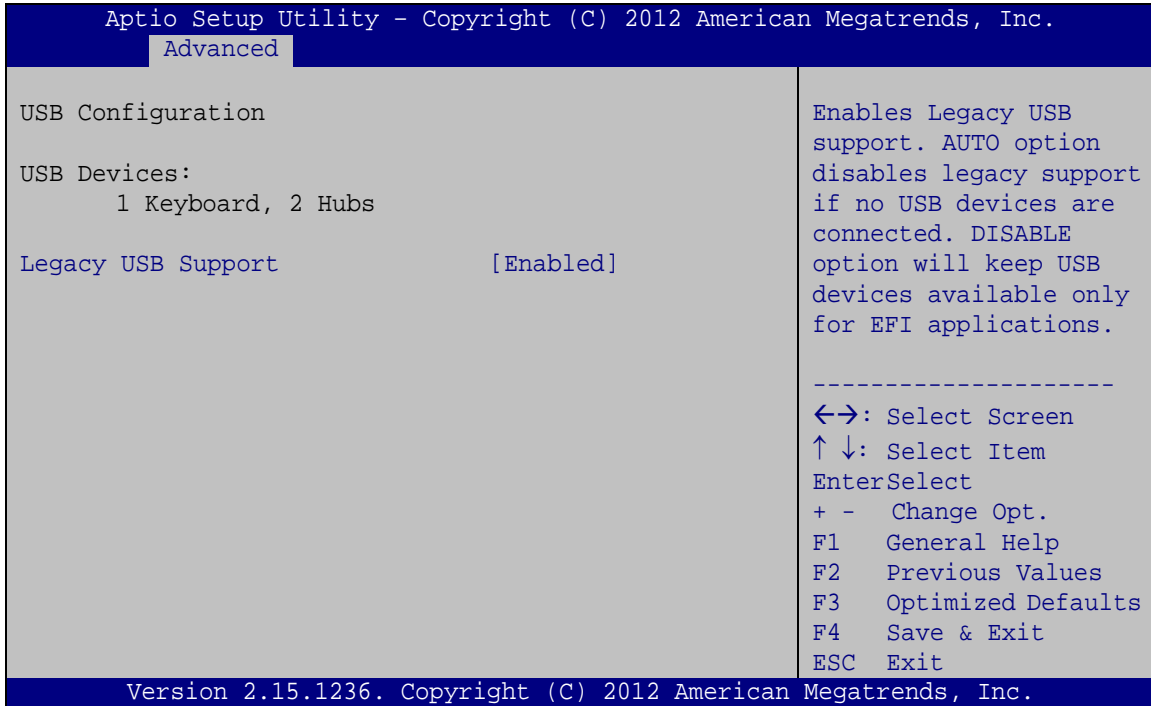 Aptio Setup Utility – Copyright (C) 2012 American Megatrends, Inc.
Advanced
USB Configuration
USB Devices:
1 Keyboard, 2 Hubs
Legacy USB Support [Enabled]
Enables Legacy USB
support. AUTO option
disables legacy support
if no USB devices are
connected. DISABLE
option will keep USB
devices available only
for EFI applications.
---------------------
←→: Select Screen
↑ ↓: Select Item
EnterSelect
+ - Change Opt.
F1 General Help
F2 Previous Values
F3 Optimized Defaults
F4 Save & Exit
ESC Exit
Version 2.15.1236. Copyright (C) 2012 American Megatrends, Inc.